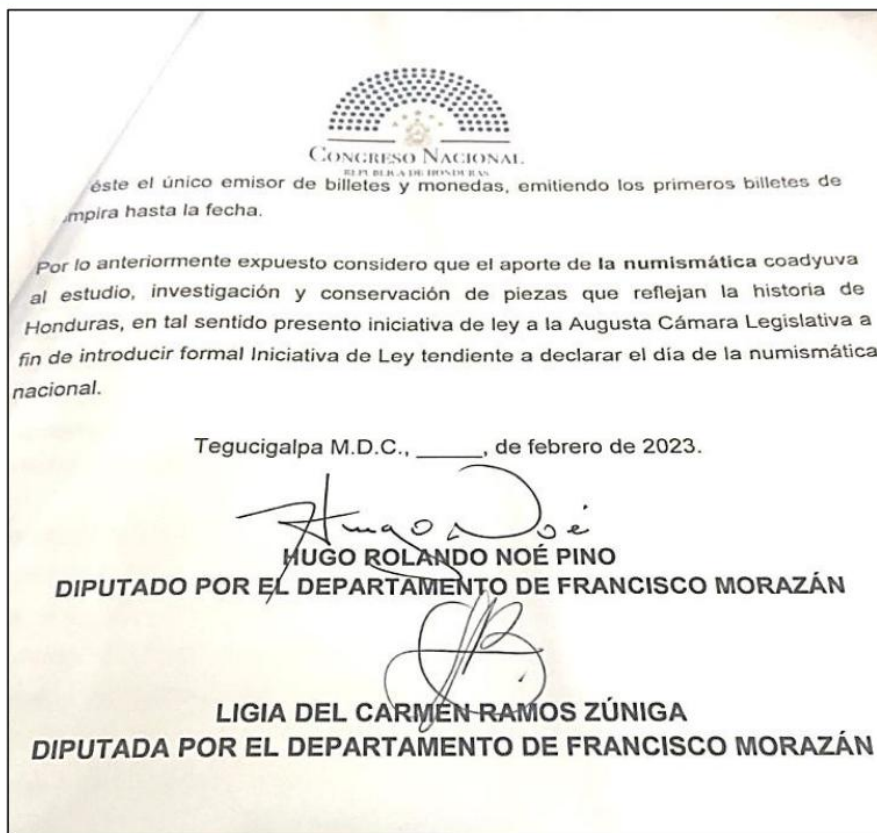 CONGRESO NACIONAL
REPUBLICA DE HONDURAS
éste el único emisor de billetes y monedas, emitiendo los primeros billetes de
mpira hasta la fecha.
Por lo anteriormente expuesto considero que el aporte de la numismática coadyuva
al estudio, investigación y conservación de piezas que reflejan la historia de
Honduras, en tal sentido presento iniciativa de ley a la Augusta Cámara Legislativa a
fin de introducir formal Iniciativa de Ley tendiente a declarar el día de la numismática
nacional.
Tegucigalpa M.D.C., _____, de febrero de 2023.
Hugo Noé
HUGO ROLANDO NOÉ PINO
DIPUTADO POR EL DEPARTAMENTO DE FRANCISCO MORAZÁN
LIGIA DEL CARMEN RAMOS ZÚNIGA
DIPUTADA POR EL DEPARTAMENTO DE FRANCISCO MORAZÁN